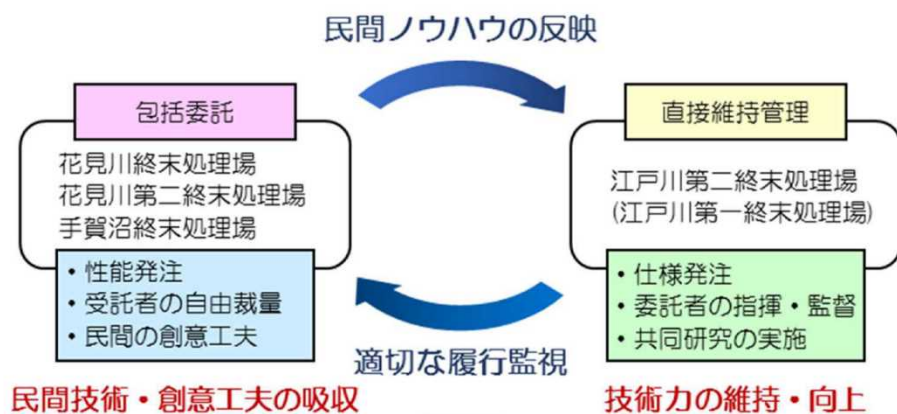 民間ノウハウの反映
包括委託
花見川終末処理場
花見川第二終末処理場
手賀沼終末処理場
・性能発注
・受託者の自由裁量
・民間の創意工夫
民間技術・創意工夫の吸収
直接維持管理
江戸川第二終末処理場
(江戸川第一終末処理場)
・仕様発注
・委託者の指揮・監督
・共同研究の実施
技術力の維持・向上
適切な履行監視